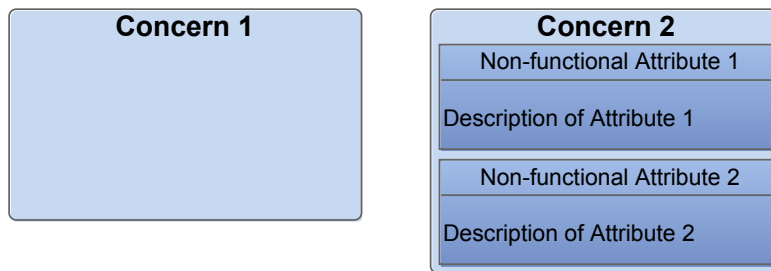 Concern 1
Concern 2
Non-functional Attribute 1
Description of Attribute 1
Non-functional Attribute 2
Description of Attribute 2